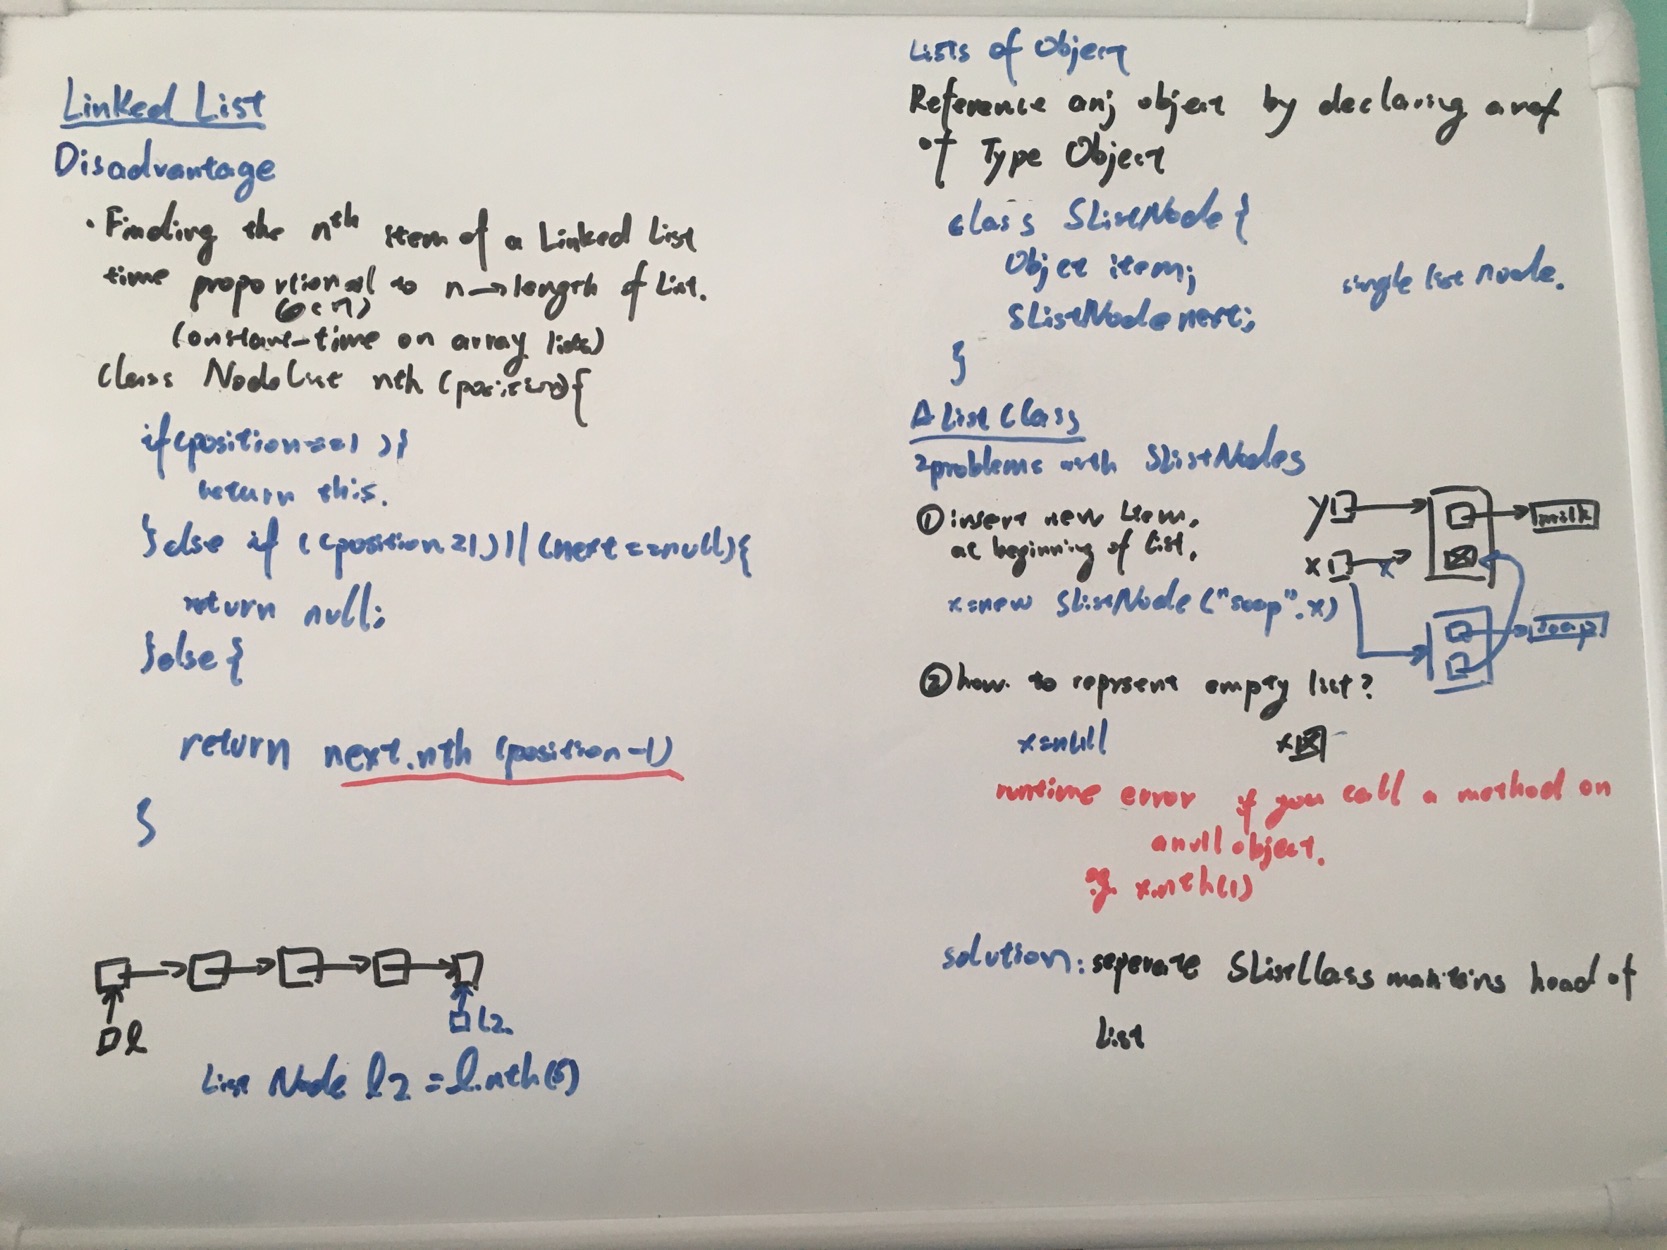 Linked List
Disadvantage
· Finding the nth item of a Linked List
time proportional to n → length of List.
(constant-time on array lists)
class NodeList nth (position){
if(position==1){
return this.
}else if ((position<1)||(next==null){
return null;
}else{
return next.nth (position-1)
}
l
l2.
List Node l2 = l.nth(5)
Lists of Object
Reference any object by declaring a ref
of Type Object
class SListNode {
Object item;
single list node.
SListNode next;
}
A List Class
2problems with SListNodes
① insert new item,
at beginning of list,
x=new SListNode("soap".x)
y
milk
x
x
soap
② how to reprsent empty list?
x=null
x
runtime error if you call a method on
a null object.
eg. x.nth(1)
solution: seperate SListClass maintins head of
List